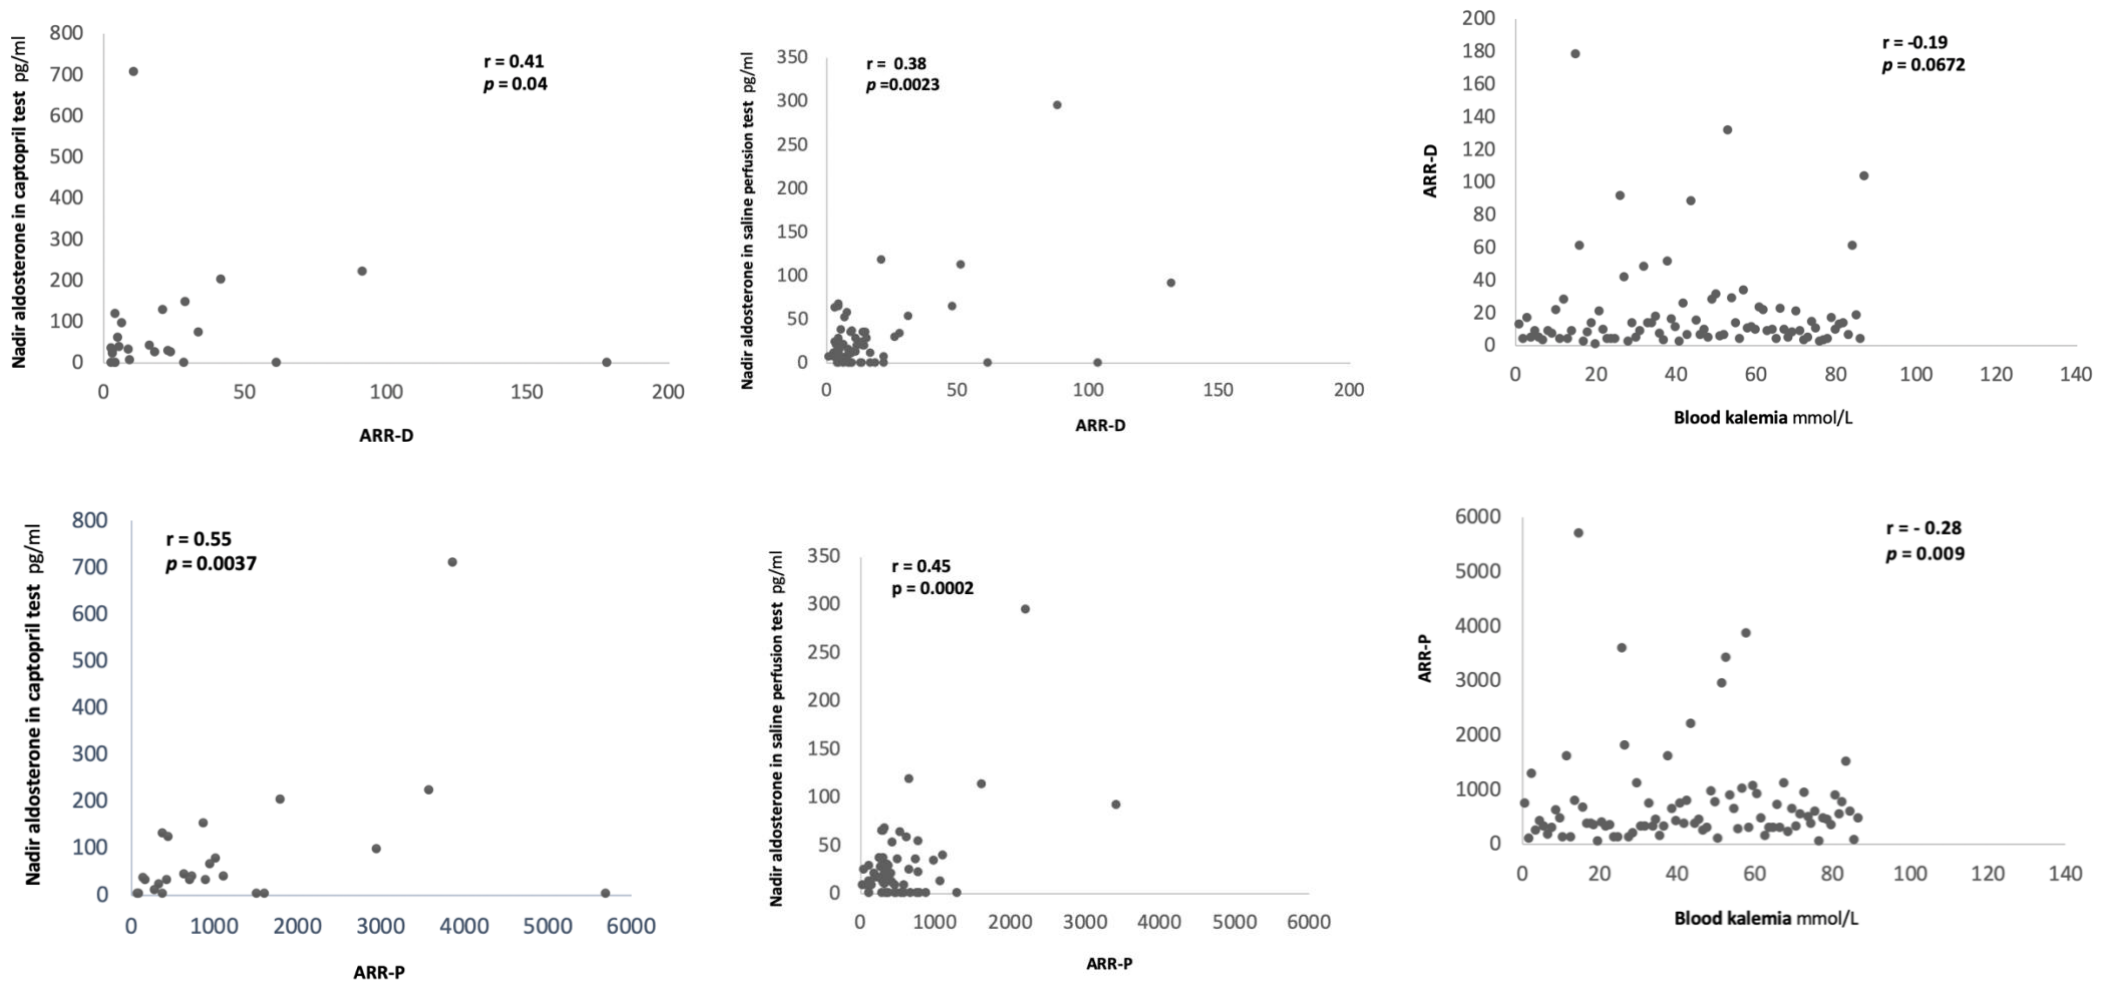 Nadir aldosterone in captopril test pg/ml
800
700
600
500
400
300
200
100
0
r = 0.41
p = 0.04
0 50 100 150 200
ARR-D
Nadir aldosterone in saline perfusion test pg/ml
350
300
250
200
150
100
50
0
r = 0.38
p =0.0023
0 50 100 150 200
ARR-D
ARR-D
200
180
160
140
120
100
80
60
40
20
0
r = -0.19
p = 0.0672
0 20 40 60 80 100 120 140
Blood kalemia mmol/L
Nadir aldosterone in captopril test pg/ml
800
700
600
500
400
300
200
100
0
r = 0.55
p = 0.0037
0 1000 2000 3000 4000 5000 6000
ARR-P
Nadir aldosterone in saline perfusion test pg/ml
350
300
250
200
150
100
50
0
r = 0.45
p = 0.0002
0 1000 2000 3000 4000 5000 6000
ARR-P
ARR-P
6000
5000
4000
3000
2000
1000
0
r = - 0.28
p = 0.009
0 20 40 60 80 100 120 140
Blood kalemia mmol/L